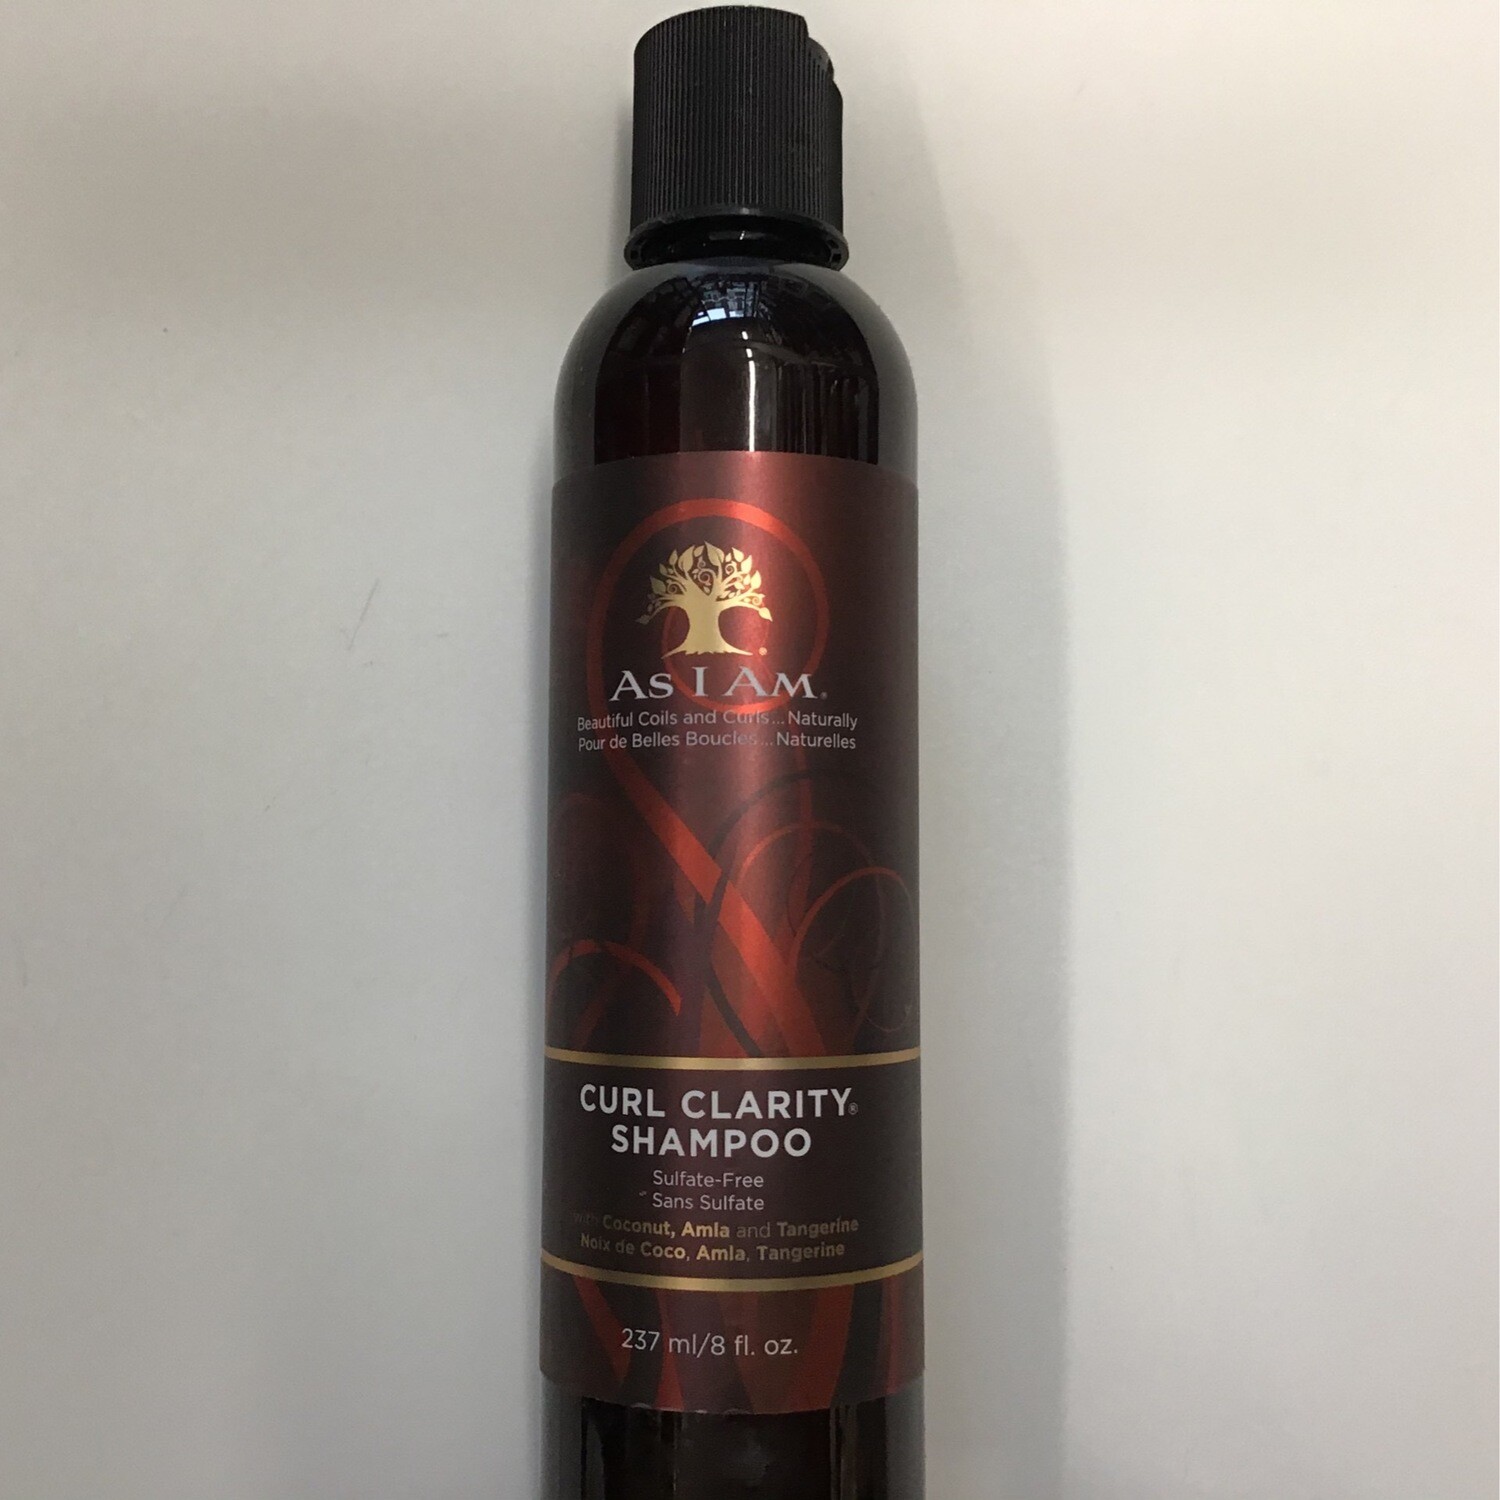 AS I AM®
Beautiful Coils and Curls...Naturally
Pour de Belles Boucles...Naturelles
CURL CLARITY®
SHAMPOO
Sulfate-Free
Sans Sulfate
with Coconut, Amla and Tangerine
Noix de Coco, Amla, Tangerine
237 ml/8 fl. oz.